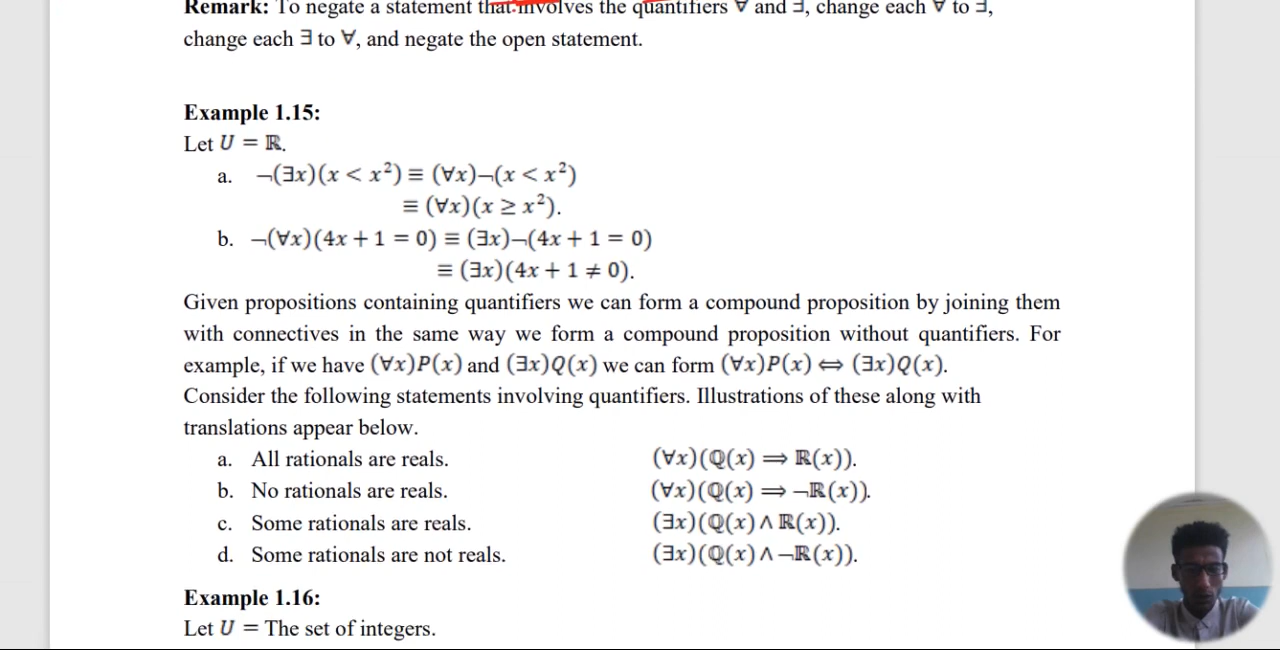 Remark: To negate a statement that involves the quantifiers ∀ and ∃, change each ∀ to ∃,
change each ∃ to ∀, and negate the open statement.
Example 1.15:
Let U = ℝ.
a. ¬(∃x)(x < x²) ≡ (∀x)¬(x < x²)
≡ (∀x)(x ≥ x²).
b. ¬(∀x)(4x + 1 = 0) ≡ (∃x)¬(4x + 1 = 0)
≡ (∃x)(4x + 1 ≠ 0).
Given propositions containing quantifiers we can form a compound proposition by joining them
with connectives in the same way we form a compound proposition without quantifiers. For
example, if we have (∀x)P(x) and (∃x)Q(x) we can form (∀x)P(x) ⟺ (∃x)Q(x).
Consider the following statements involving quantifiers. Illustrations of these along with
translations appear below.
a. All rationals are reals. (∀x)(ℚ(x) ⟹ ℝ(x)).
b. No rationals are reals. (∀x)(ℚ(x) ⟹ ¬ℝ(x)).
c. Some rationals are reals. (∃x)(ℚ(x) ∧ ℝ(x)).
d. Some rationals are not reals. (∃x)(ℚ(x) ∧ ¬ℝ(x)).
Example 1.16:
Let U = The set of integers.